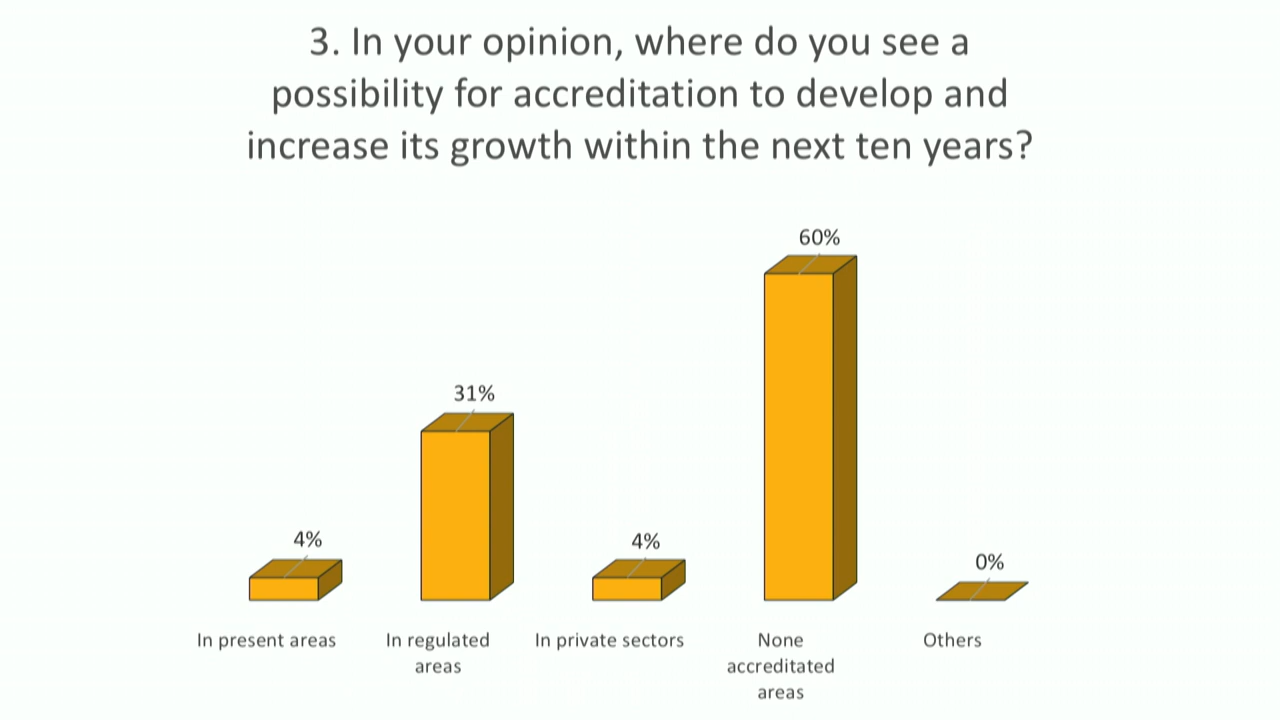 3. In your opinion, where do you see a
possibility for accreditation to develop and
increase its growth within the next ten years?
60%
31%
4%
4%
0%
In present areas
In regulated
areas
In private sectors
None
accreditated
areas
Others